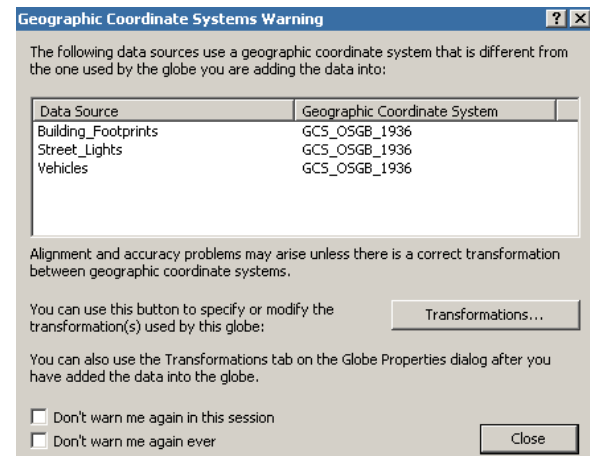 Geographic Coordinate Systems Warning
The following data sources use a geographic coordinate system that is different from
the one used by the globe you are adding the data into:
Data Source Geographic Coordinate System
Building_Footprints GCS_OSGB_1936
Street_Lights GCS_OSGB_1936
Vehicles GCS_OSGB_1936
Alignment and accuracy problems may arise unless there is a correct transformation
between geographic coordinate systems.
You can use this button to specify or modify the
transformation(s) used by this globe:
Transformations...
You can also use the Transformations tab on the Globe Properties dialog after you
have added the data into the globe.
Don't warn me again in this session
Don't warn me again ever
Close